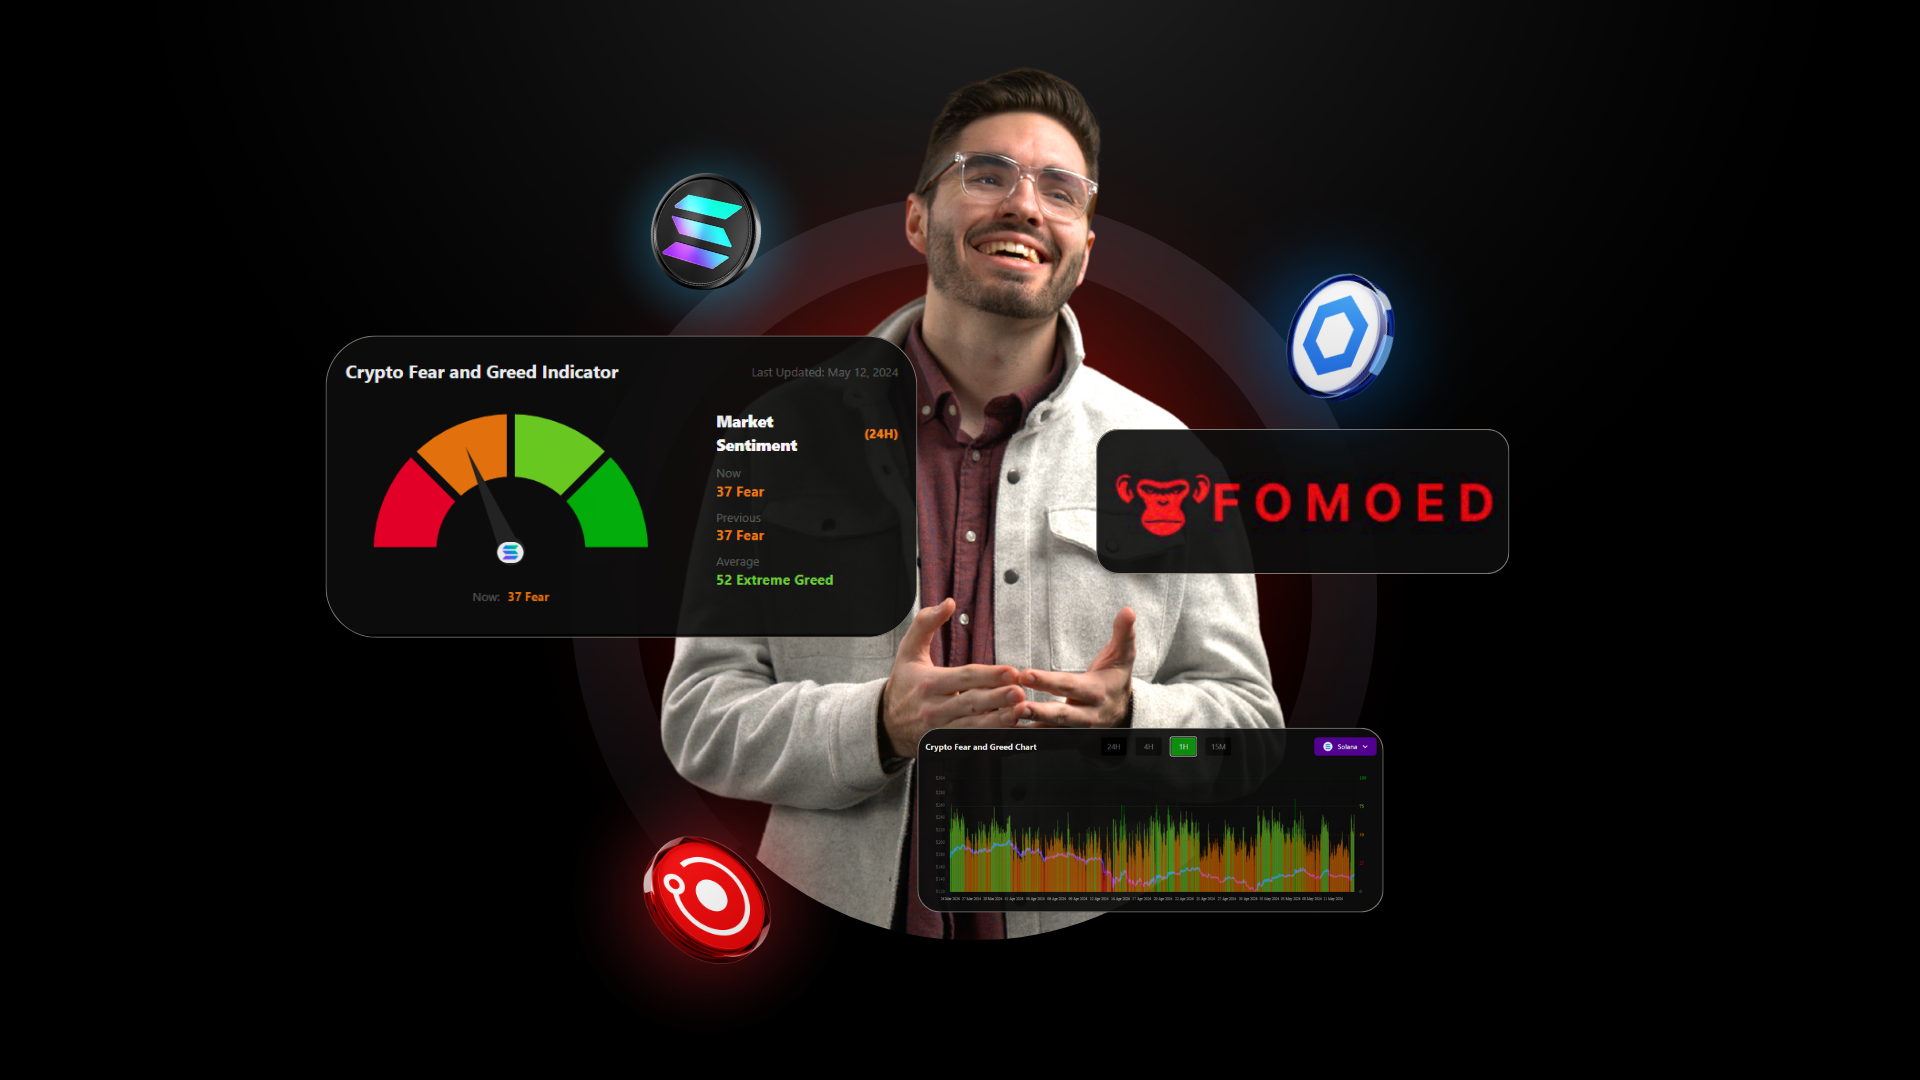 Crypto Fear and Greed Indicator
Last Updated: May 12, 2024
Market
Sentiment
(24H)
Now
37 Fear
Previous
37 Fear
Average
52 Extreme Greed
Now: 37 Fear
FOMOED
Crypto Fear and Greed Chart
24H 4H 1H 15M
Solana